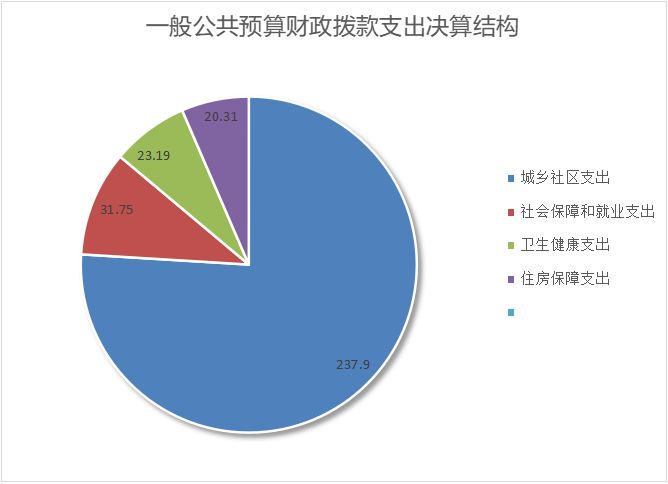 一般公共预算财政拨款支出决算结构
20.31
23.19
31.75
237.9
城乡社区支出
社会保障和就业支出
卫生健康支出
住房保障支出